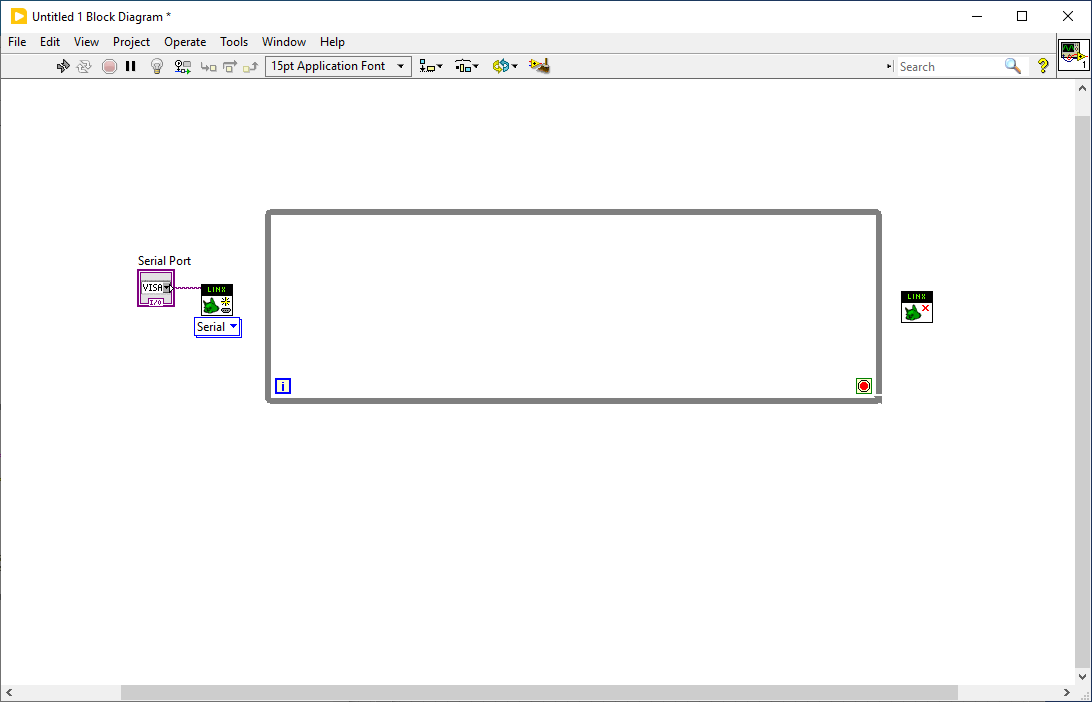 Untitled 1 Block Diagram *
File Edit View Project Operate Tools Window Help
15pt Application Font
Search
?
1
Serial Port
VISA
I/O
LINX
Serial
i
LINX